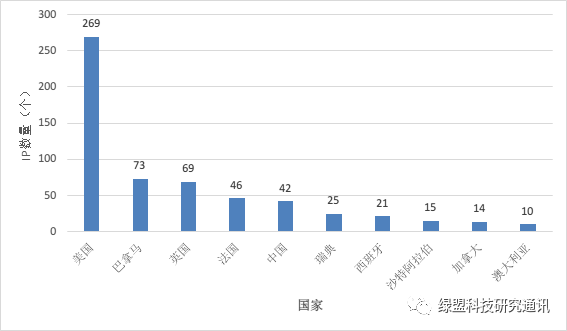 300
250
200
150
100
50
0
IP数量（个）
269
73
69
46
42
25
21
15
14
10
美国
巴拿马
英国
法国
中国
瑞典
西班牙
沙特阿拉伯
加拿大
澳大利亚
国家
绿盟科技研究通讯